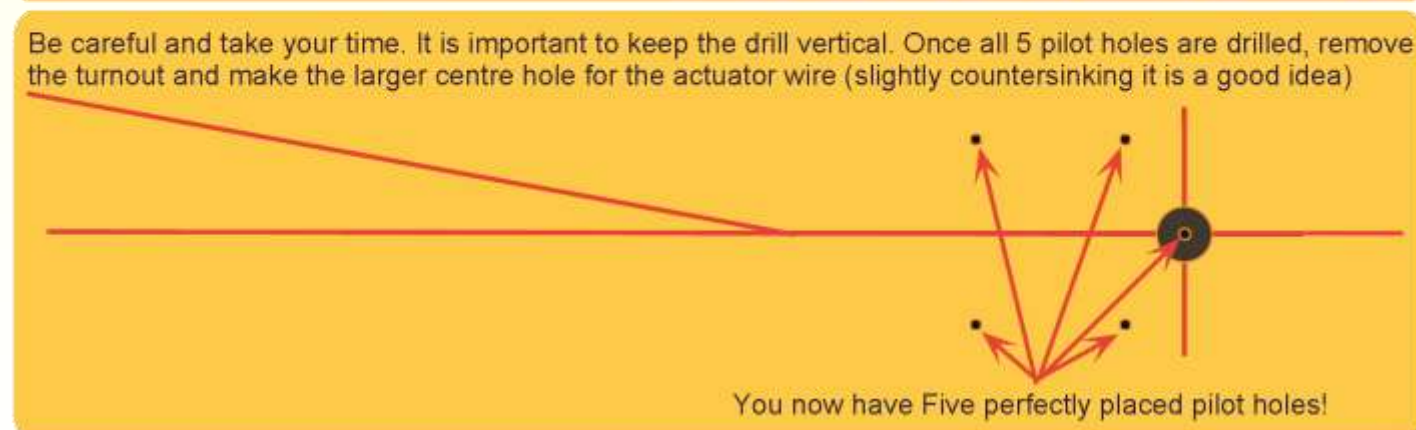 Be careful and take your time. It is important to keep the drill vertical. Once all 5 pilot holes are drilled, remove
the turnout and make the larger centre hole for the actuator wire (slightly countersinking it is a good idea)
You now have Five perfectly placed pilot holes!